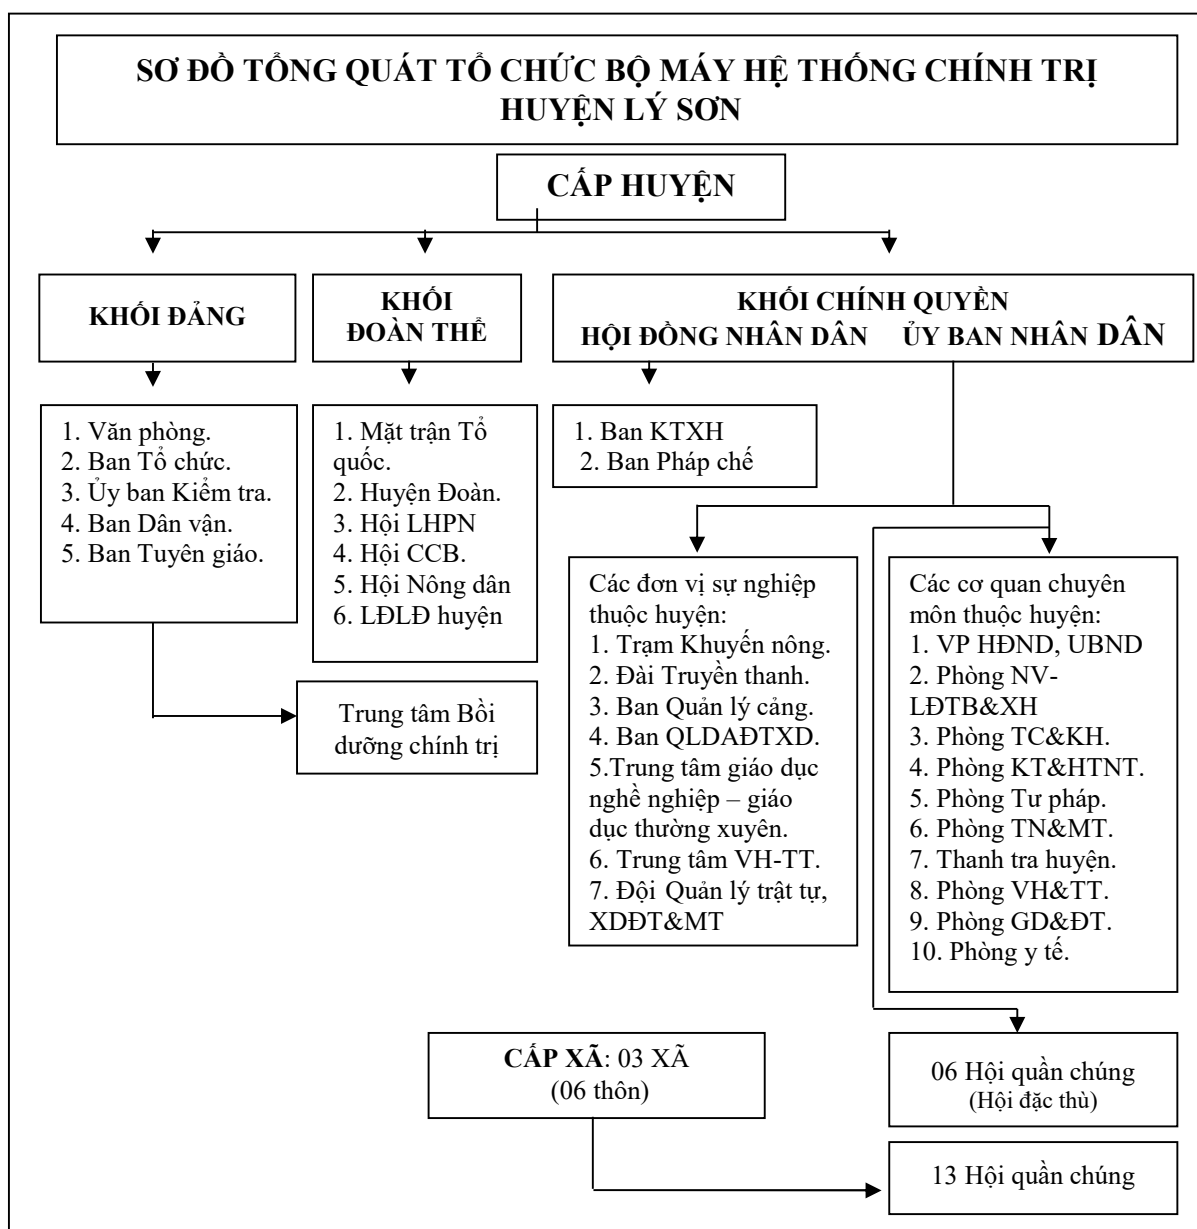 SƠ ĐỒ TỔNG QUÁT TỔ CHỨC BỘ MÁY HỆ THỐNG CHÍNH TRỊ
HUYỆN LÝ SƠN
CẤP HUYỆN
KHỐI ĐẢNG
KHỐI
ĐOÀN THỂ
KHỐI CHÍNH QUYỀN
HỘI ĐỒNG NHÂN DÂN ỦY BAN NHÂN DÂN
1. Văn phòng.
2. Ban Tổ chức.
3. Ủy ban Kiểm tra.
4. Ban Dân vận.
5. Ban Tuyên giáo.
1. Mặt trận Tổ
quốc.
2. Huyện Đoàn.
3. Hội LHPN
4. Hội CCB.
5. Hội Nông dân
6. LĐLĐ huyện
1. Ban KTXH
2. Ban Pháp chế
Trung tâm Bồi
dưỡng chính trị
Các đơn vị sự nghiệp
thuộc huyện:
1. Trạm Khuyến nông.
2. Đài Truyền thanh.
3. Ban Quản lý cảng.
4. Ban QLDAĐTXD.
5.Trung tâm giáo dục
nghề nghiệp – giáo
dục thường xuyên.
6. Trung tâm VH-TT.
7. Đội Quản lý trật tự,
XDĐT&MT
Các cơ quan chuyên
môn thuộc huyện:
1. VP HĐND, UBND
2. Phòng NV-
LĐTB&XH
3. Phòng TC&KH.
4. Phòng KT&HTNT.
5. Phòng Tư pháp.
6. Phòng TN&MT.
7. Thanh tra huyện.
8. Phòng VH&TT.
9. Phòng GD&ĐT.
10. Phòng y tế.
CẤP XÃ: 03 XÃ
(06 thôn)
06 Hội quần chúng
(Hội đặc thù)
13 Hội quần chúng